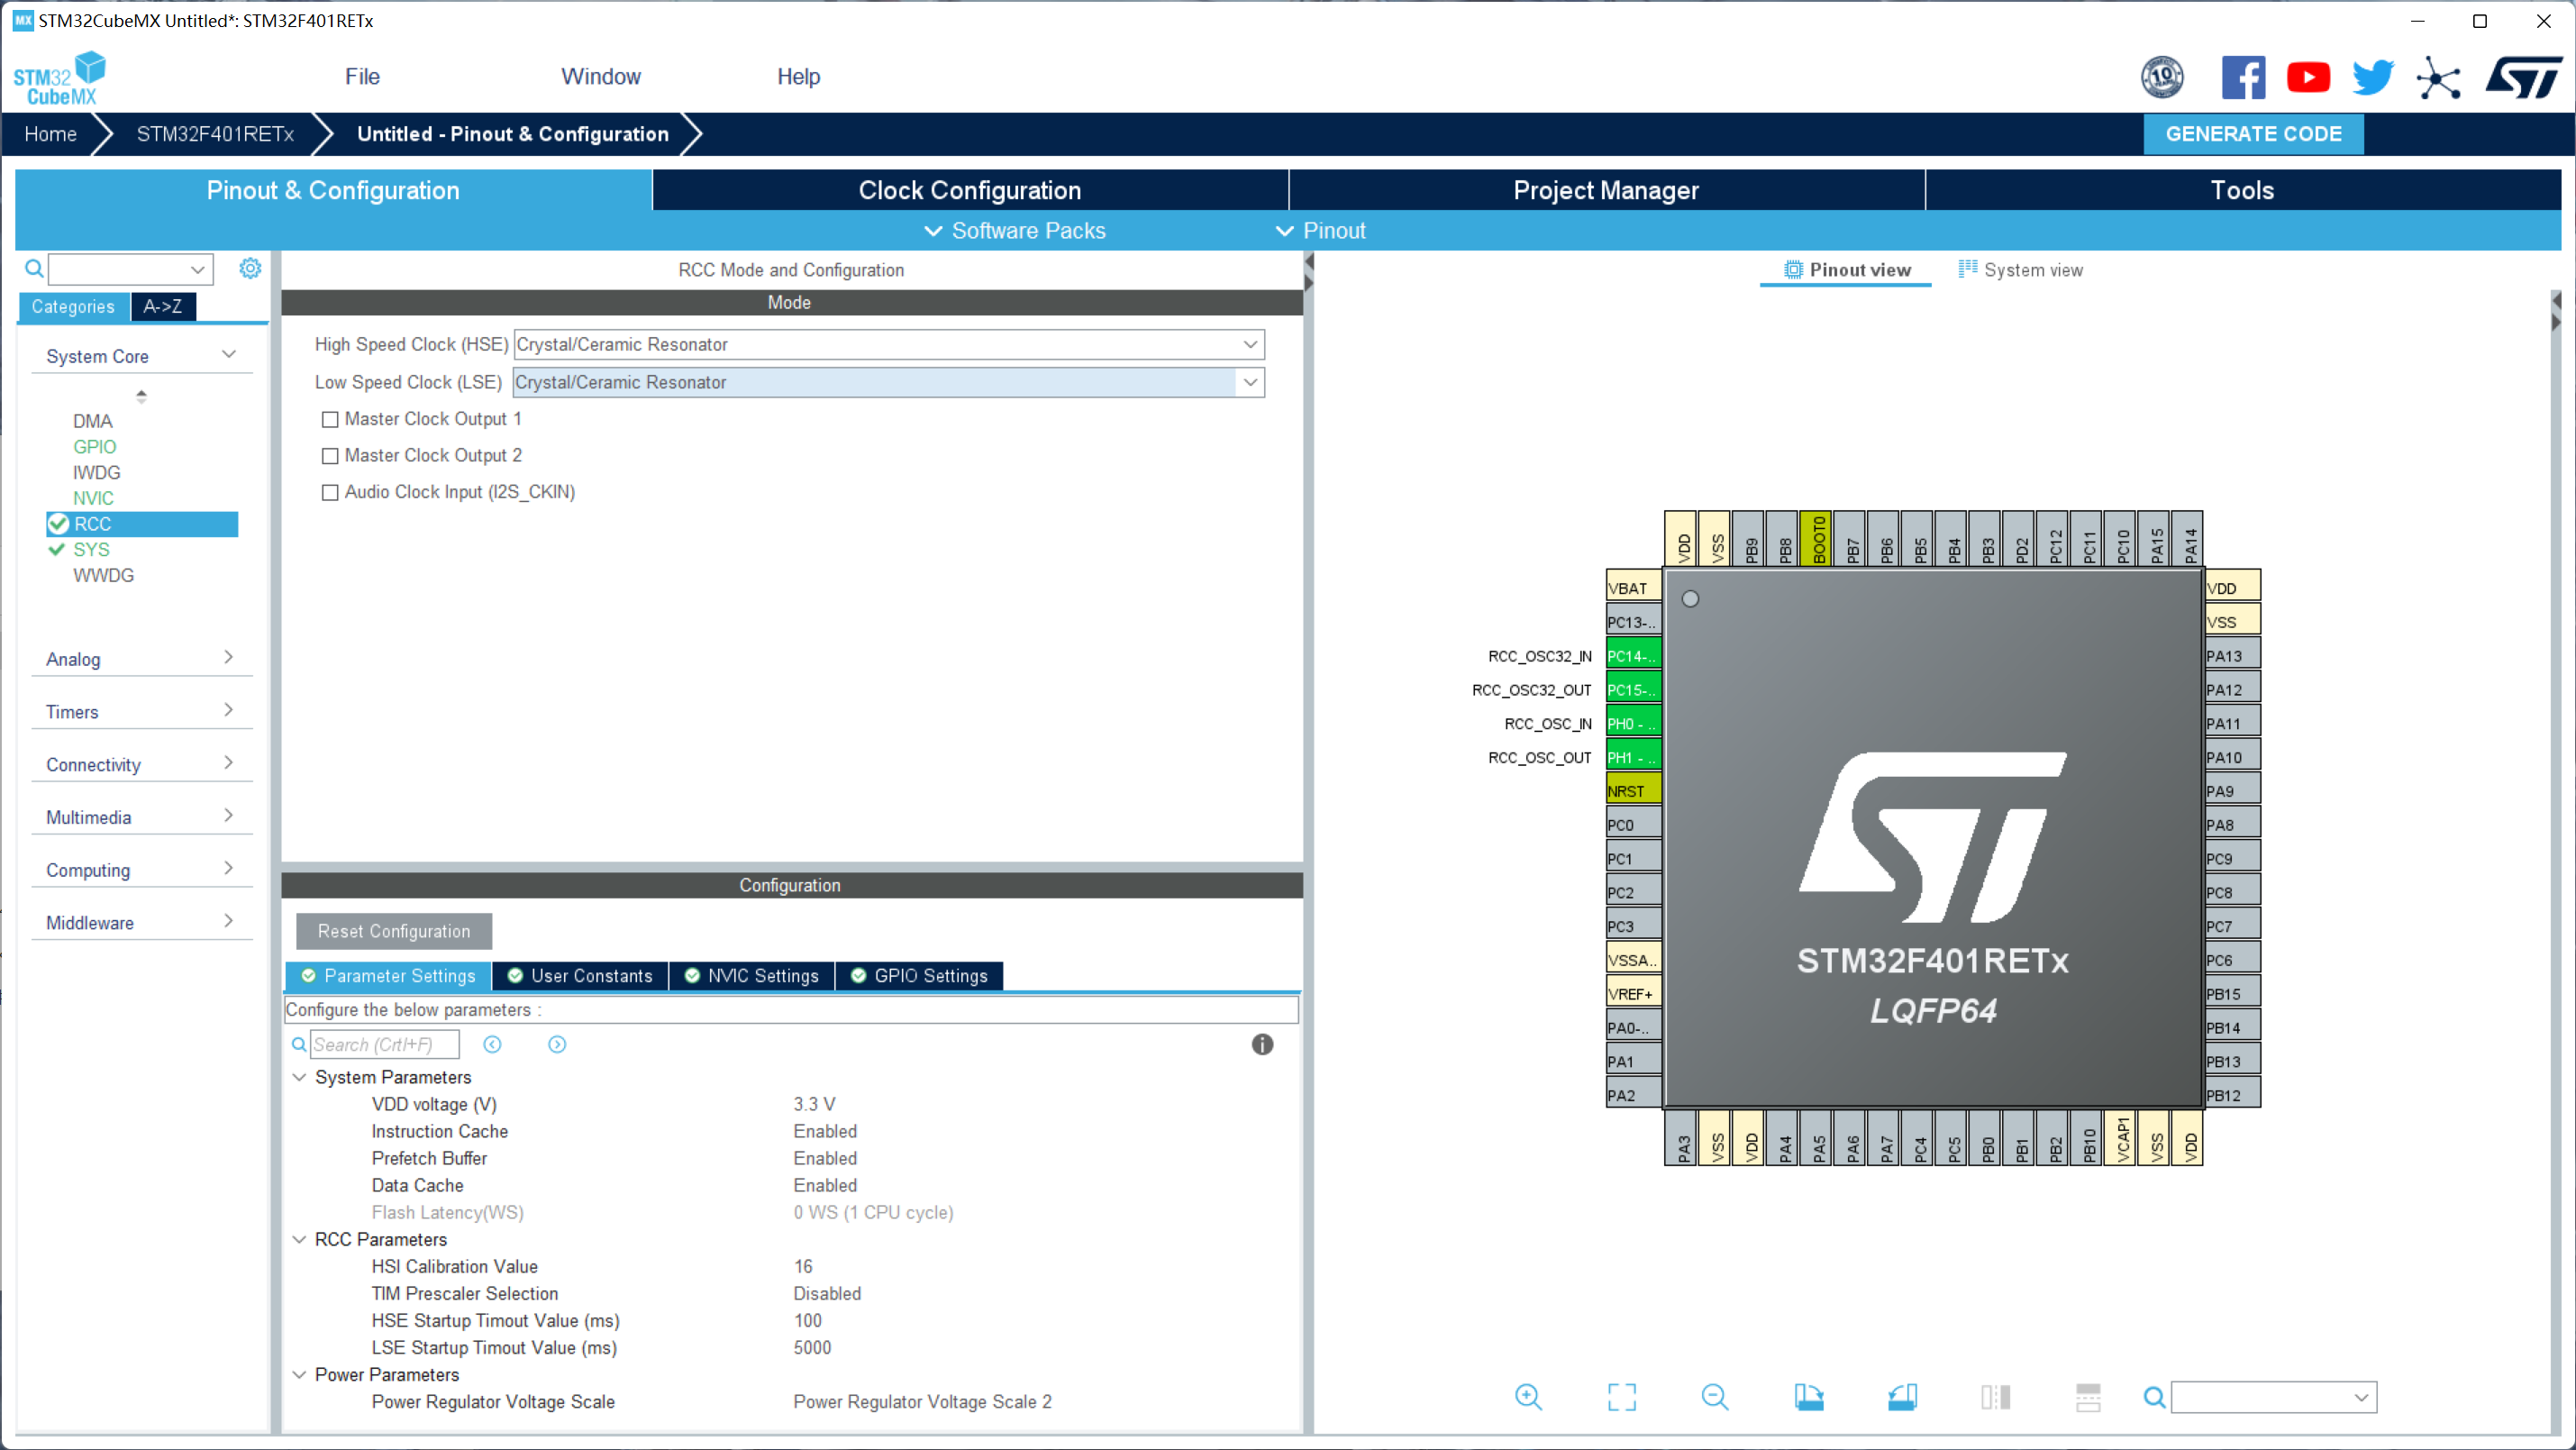 MX STM32CubeMX Untitled*: STM32F401RETx
STM32
CubeMX
File
Window
Help
10
YEARS
Home
STM32F401RETx
Untitled - Pinout & Configuration
GENERATE CODE
Pinout & Configuration
Clock Configuration
Project Manager
Tools
Software Packs
Pinout
Categories
A->Z
System Core
DMA
GPIO
IWDG
NVIC
RCC
SYS
WWDG
Analog
Timers
Connectivity
Multimedia
Computing
Middleware
RCC Mode and Configuration
Mode
High Speed Clock (HSE) Crystal/Ceramic Resonator
Low Speed Clock (LSE) Crystal/Ceramic Resonator
Master Clock Output 1
Master Clock Output 2
Audio Clock Input (I2S_CKIN)
Configuration
Reset Configuration
Parameter Settings
User Constants
NVIC Settings
GPIO Settings
Configure the below parameters :
Search (Crtl+F)
System Parameters
VDD voltage (V) 3.3 V
Instruction Cache Enabled
Prefetch Buffer Enabled
Data Cache Enabled
Flash Latency(WS) 0 WS (1 CPU cycle)
RCC Parameters
HSI Calibration Value 16
TIM Prescaler Selection Disabled
HSE Startup Timout Value (ms) 100
LSE Startup Timout Value (ms) 5000
Power Parameters
Power Regulator Voltage Scale Power Regulator Voltage Scale 2
Pinout view
System view
VDD VSS PB9 PB8 BOOT0 PB7 PB6 PB5 PB4 PB3 PD2 PC12 PC11 PC10 PA15 PA14
VBAT
PC13-..
RCC_OSC32_IN PC14-..
RCC_OSC32_OUT PC15-..
RCC_OSC_IN PH0 - ..
RCC_OSC_OUT PH1 - ..
NRST
PC0
PC1
PC2
PC3
VSSA..
VREF+
PA0-..
PA1
PA2
STM32F401RETx
LQFP64
VDD
VSS
PA13
PA12
PA11
PA10
PA9
PA8
PC9
PC8
PC7
PC6
PB15
PB14
PB13
PB12
PA3 VSS VDD PA4 PA5 PA6 PA7 PC4 PC5 PB0 PB1 PB2 PB10 VCAP1 VSS VDD